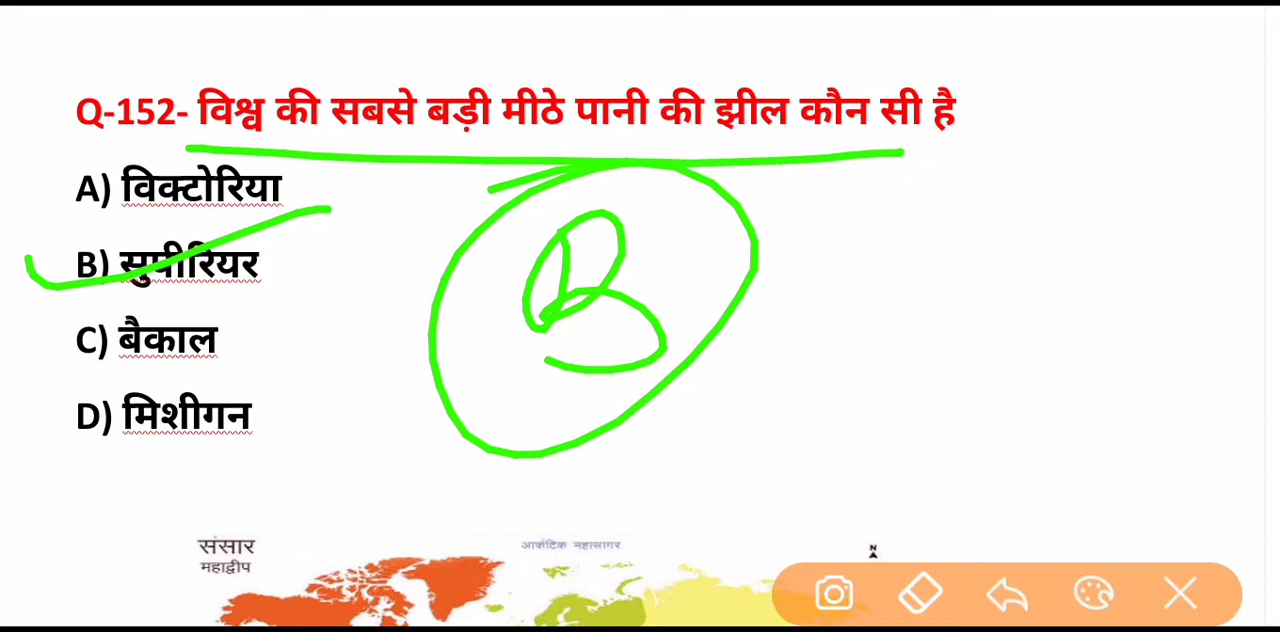 Q-152- विश्व की सबसे बड़ी मीठे पानी की झील कौन सी है
A) विक्टोरिया
B) सुपीरियर
B
C) बैकाल
D) मिशीगन
संसार
महाद्वीप
आर्कटिक महासागर
N